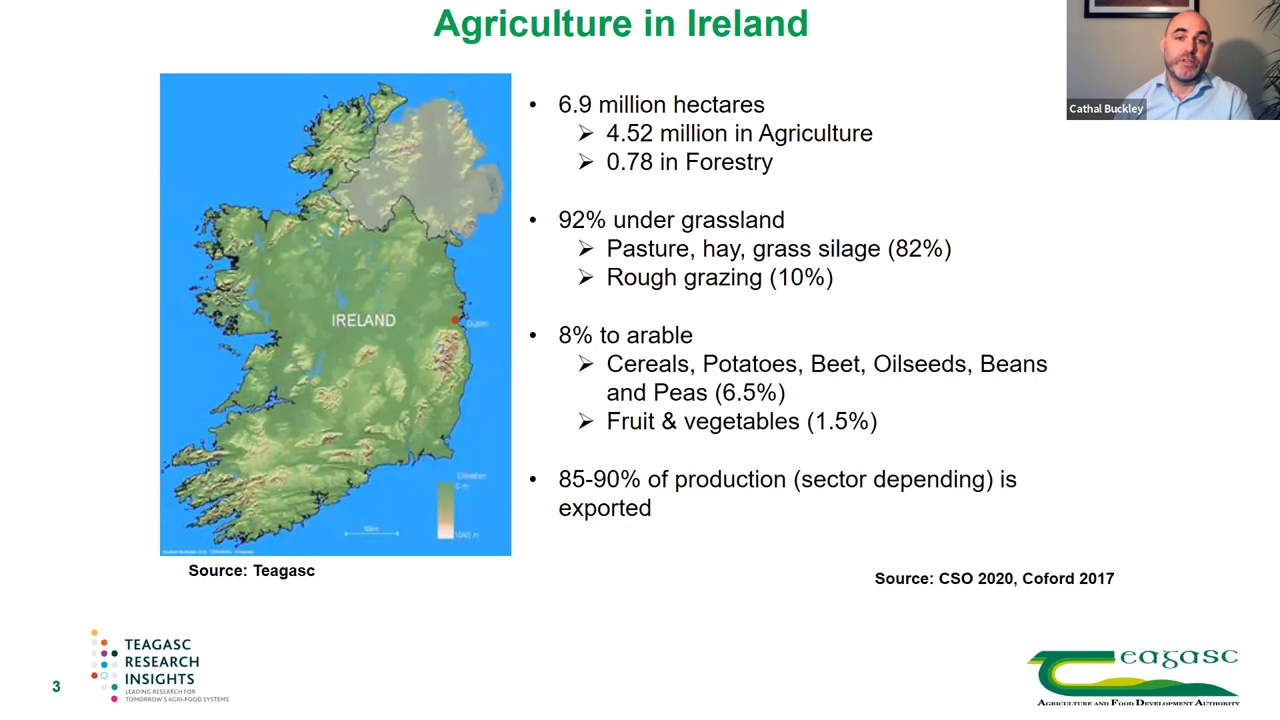 Agriculture in Ireland
Cathal Buckley
• 6.9 million hectares
➢ 4.52 million in Agriculture
➢ 0.78 in Forestry
• 92% under grassland
➢ Pasture, hay, grass silage (82%)
➢ Rough grazing (10%)
• 8% to arable
➢ Cereals, Potatoes, Beet, Oilseeds, Beans
and Peas (6.5%)
➢ Fruit & vegetables (1.5%)
• 85-90% of production (sector depending) is
exported
IRELAND
Dublin
Elevation
0 m
Source: Teagasc
Source: CSO 2020, Coford 2017
3
TEAGASC
RESEARCH
INSIGHTS
LEADING RESEARCH FOR
TOMORROW'S AGRI-FOOD SYSTEMS
Teagasc
AGRICULTURE AND FOOD DEVELOPMENT AUTHORITY